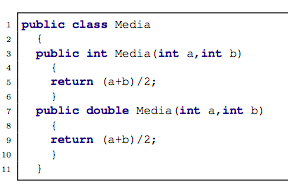 1 public class Media
2 {
3 public int Media(int a,int b)
4 {
5 return (a+b)/2;
6 }
7 public double Media(int a,int b)
8 {
9 return (a+b)/2;
10 }
11 }